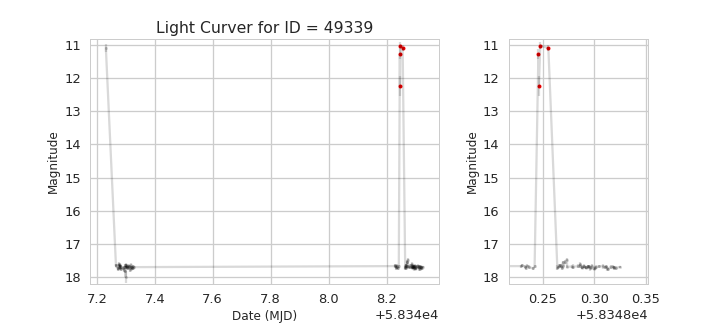 Light Curver for ID = 49339
Magnitude
11
12
13
14
15
16
17
18
7.2 7.4 7.6 7.8 8.0 8.2
Date (MJD) +5.834e4
Magnitude
11
12
13
14
15
16
17
18
0.25 0.30 0.35
+5.8348e4